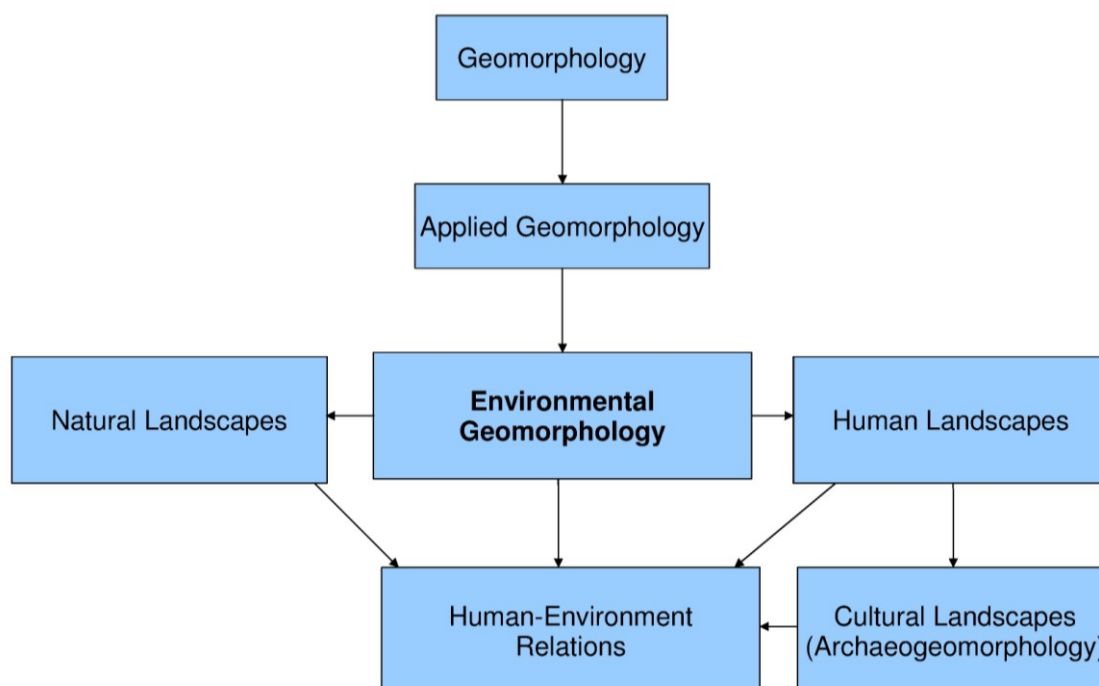 Geomorphology
Applied Geomorphology
Natural Landscapes
Environmental
Geomorphology
Human Landscapes
Human-Environment
Relations
Cultural Landscapes
(Archaeogeomorphology)